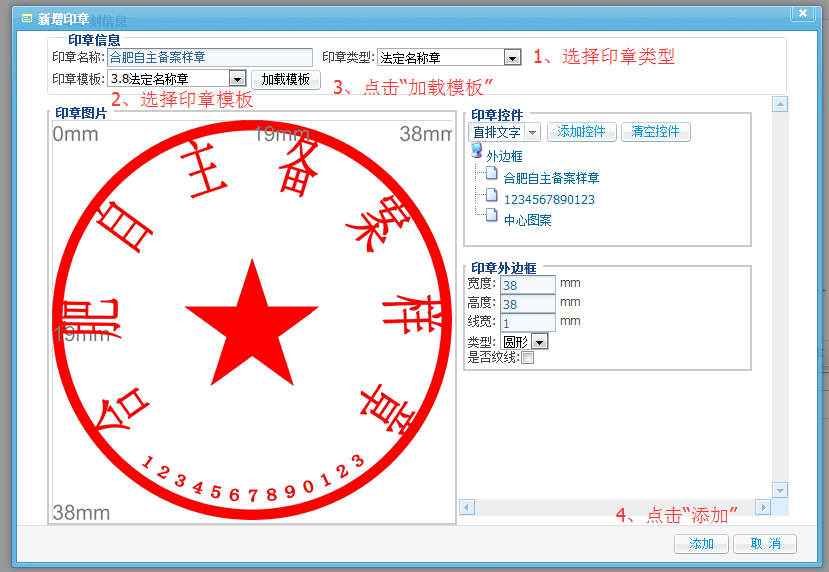 新增印章
印章信息
印章名称: 合肥自主备案样章 印章类型: 法定名称章 1、选择印章类型
印章模板: 3.8法定名称章 加载模板 3、点击“加载模板”
2、选择印章模板
印章图片
0mm 19mm 38mm
合肥自主备案样章
19mm
1234567890123
38mm
印章控件
直排文字 添加控件 清空控件
外边框
合肥自主备案样章
1234567890123
中心图案
印章外边框
宽度: 38 mm
高度: 38 mm
线宽: 1 mm
类型: 圆形
是否纹线:
4、点击“添加”
添加 取 消